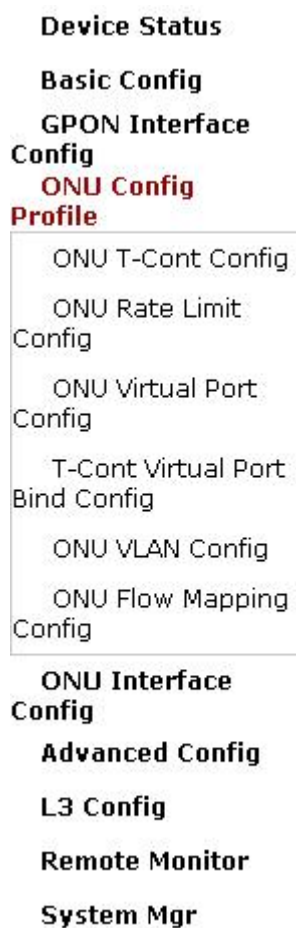 Device Status
Basic Config
GPON Interface
Config
ONU Config
Profile
ONU T-Cont Config
ONU Rate Limit
Config
ONU Virtual Port
Config
T-Cont Virtual Port
Bind Config
ONU VLAN Config
ONU Flow Mapping
Config
ONU Interface
Config
Advanced Config
L3 Config
Remote Monitor
System Mgr